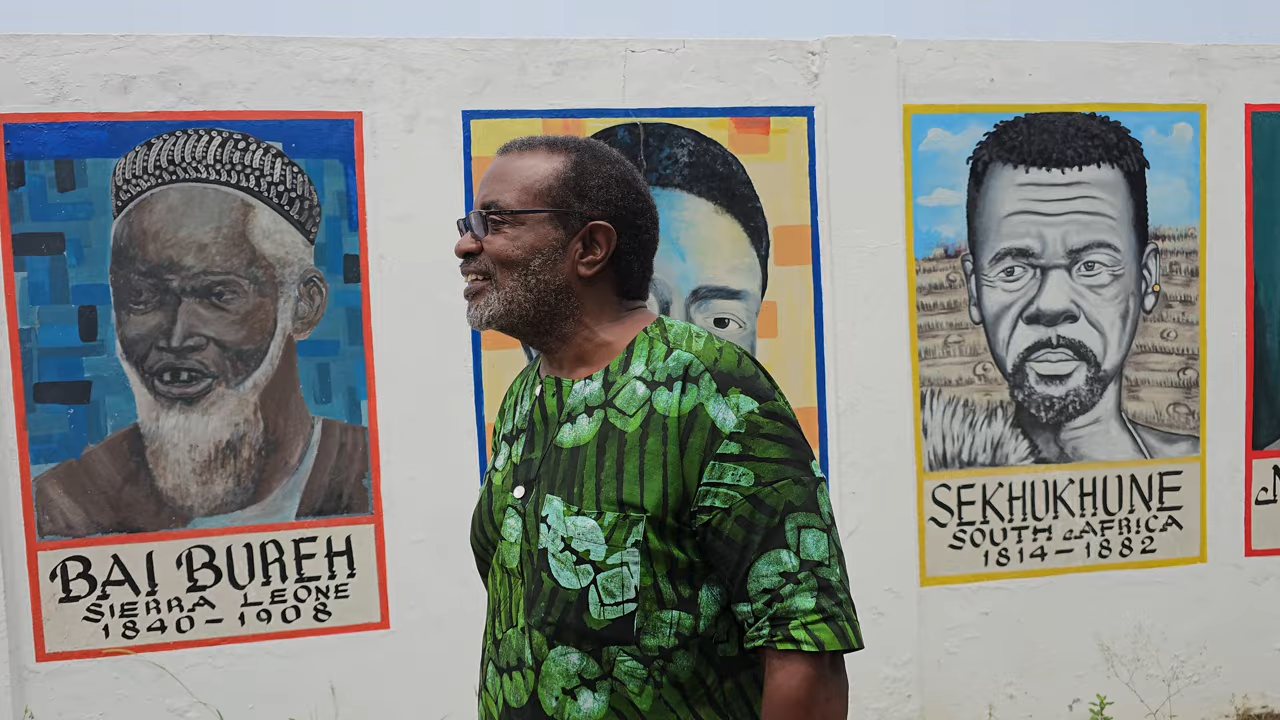 BAI BUREH
SIERRA LEONE
1840-1908
SEKHUKHUNE
SOUTH AFRICA
1814-1882